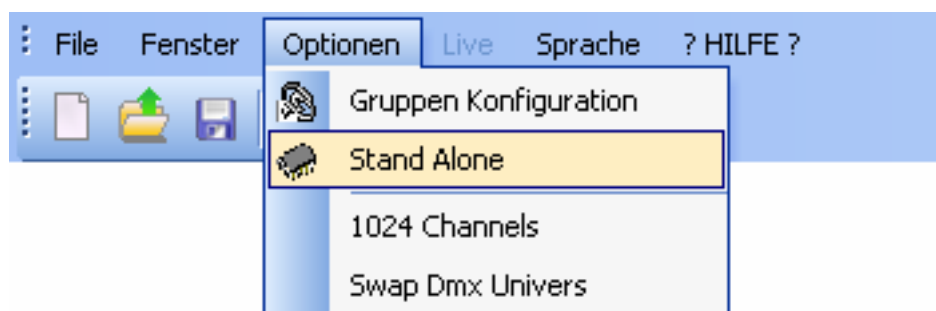 File Fenster Optionen Live Sprache ? HILFE ?
Gruppen Konfiguration
Stand Alone
1024 Channels
Swap Dmx Univers